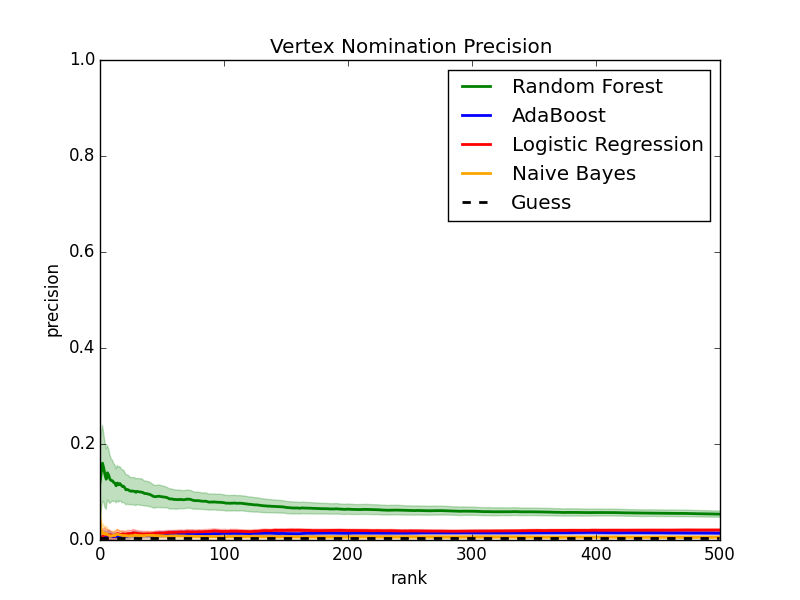 Vertex Nomination Precision
1.0
0.8
0.6
0.4
0.2
0.0
precision
Random Forest
AdaBoost
Logistic Regression
Naive Bayes
Guess
0 100 200 300 400 500
rank